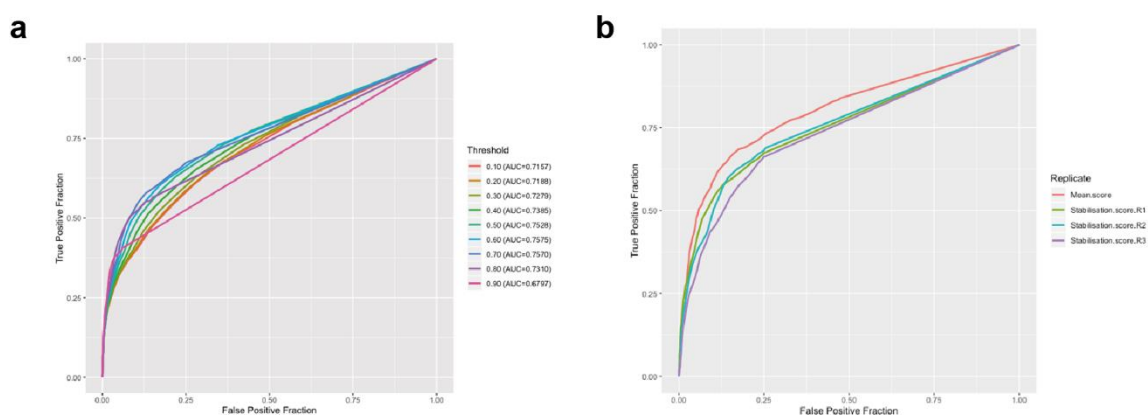 a
1.00
0.75
0.50
0.25
0.00
True Positive Fraction
0.00
0.25
0.50
0.75
1.00
False Positive Fraction
Threshold
0.10 (AUC=0.7157)
0.20 (AUC=0.7188)
0.30 (AUC=0.7279)
0.40 (AUC=0.7385)
0.50 (AUC=0.7528)
0.60 (AUC=0.7575)
0.70 (AUC=0.7570)
0.80 (AUC=0.7310)
0.90 (AUC=0.6797)
b
1.00
0.75
0.50
0.25
0.00
True Positive Fraction
0.00
0.25
0.50
0.75
1.00
False Positive Fraction
Replicate
Mean.score
Stabilisation.score.R1
Stabilisation.score.R2
Stabilisation.score.R3